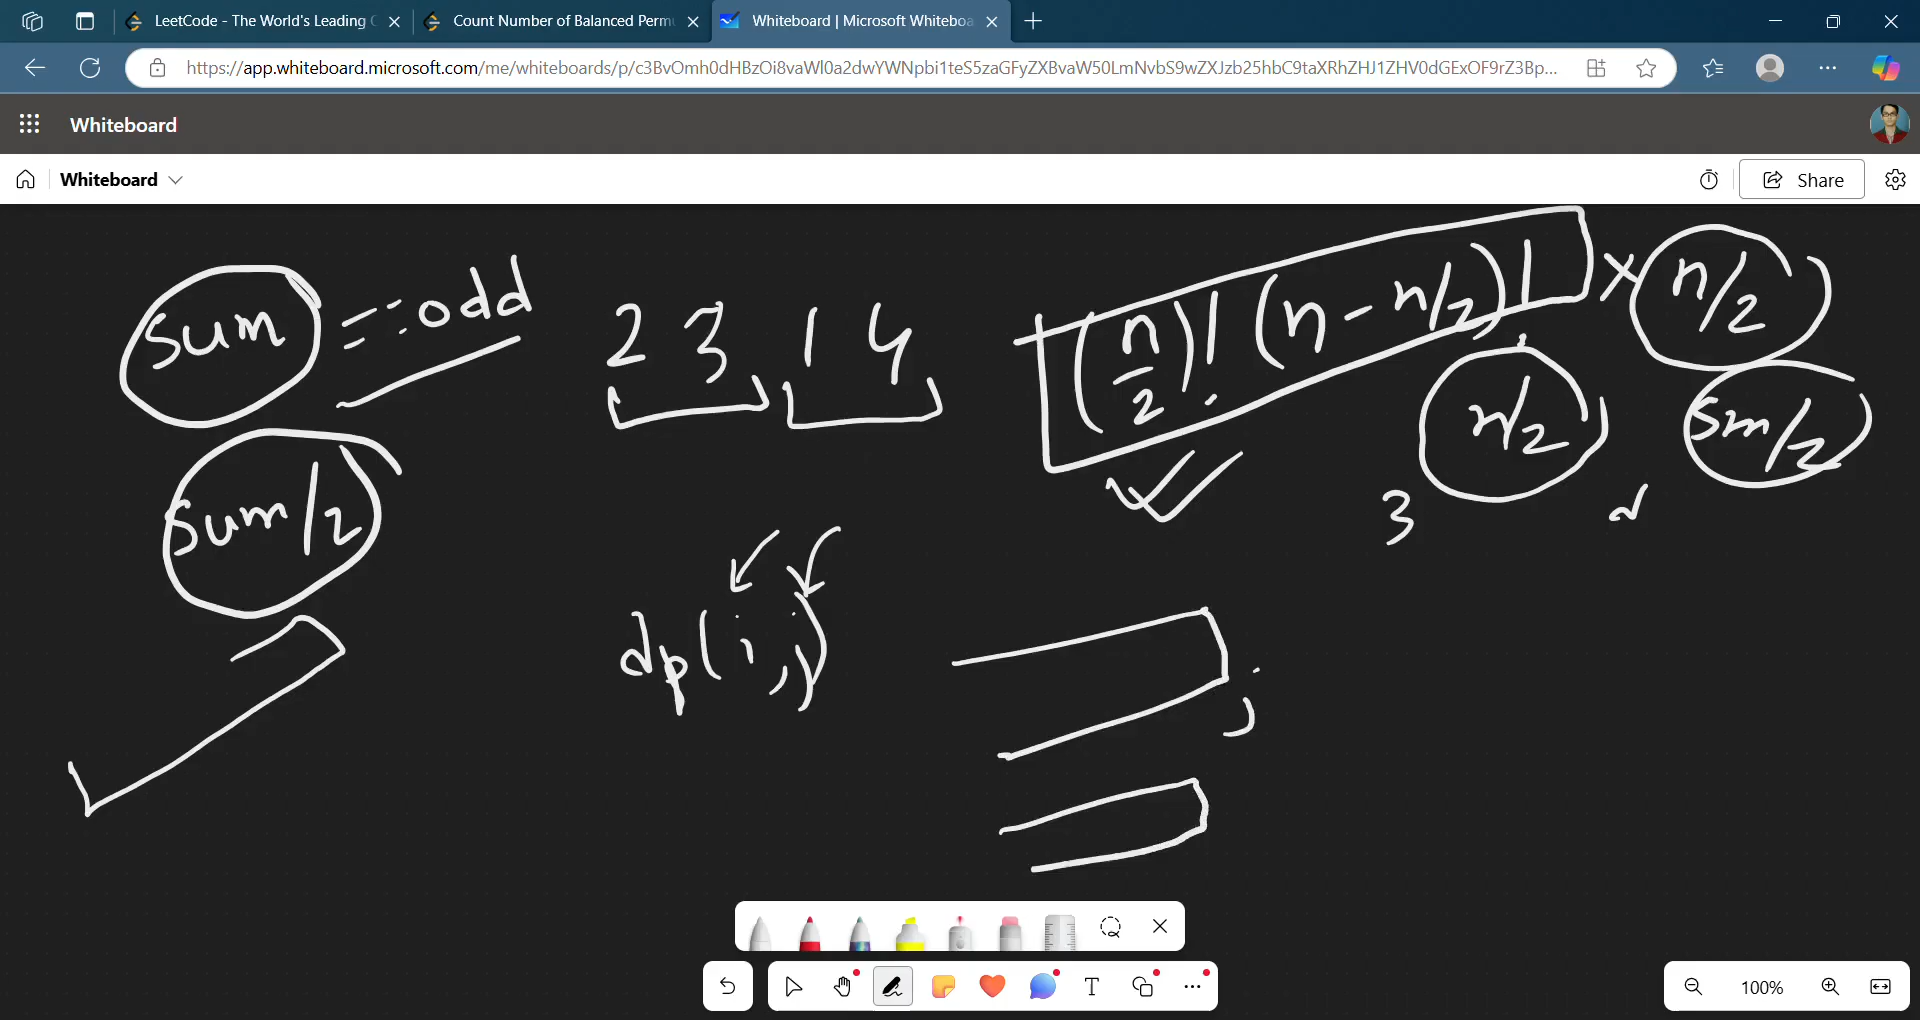 LeetCode - The World's Leading
Count Number of Balanced Perm
Whiteboard | Microsoft Whiteboa
https://app.whiteboard.microsoft.com/me/whiteboards/p/c3BvOmh0dHBzOi8vaWl0a2dwYWNpbi1teS5zaGFyZXBvaW50LmNvbS9wZXJzb25hbC9taXRhZHJ1ZHV0dGExOF9rZ3Bp...
Whiteboard
Whiteboard
Share
sum == odd
2 3 1 4
(n/2)! (n - n/2)! × n/2)
n/2) sm/2)
sum/2
3
dp(i,j)
j
100%